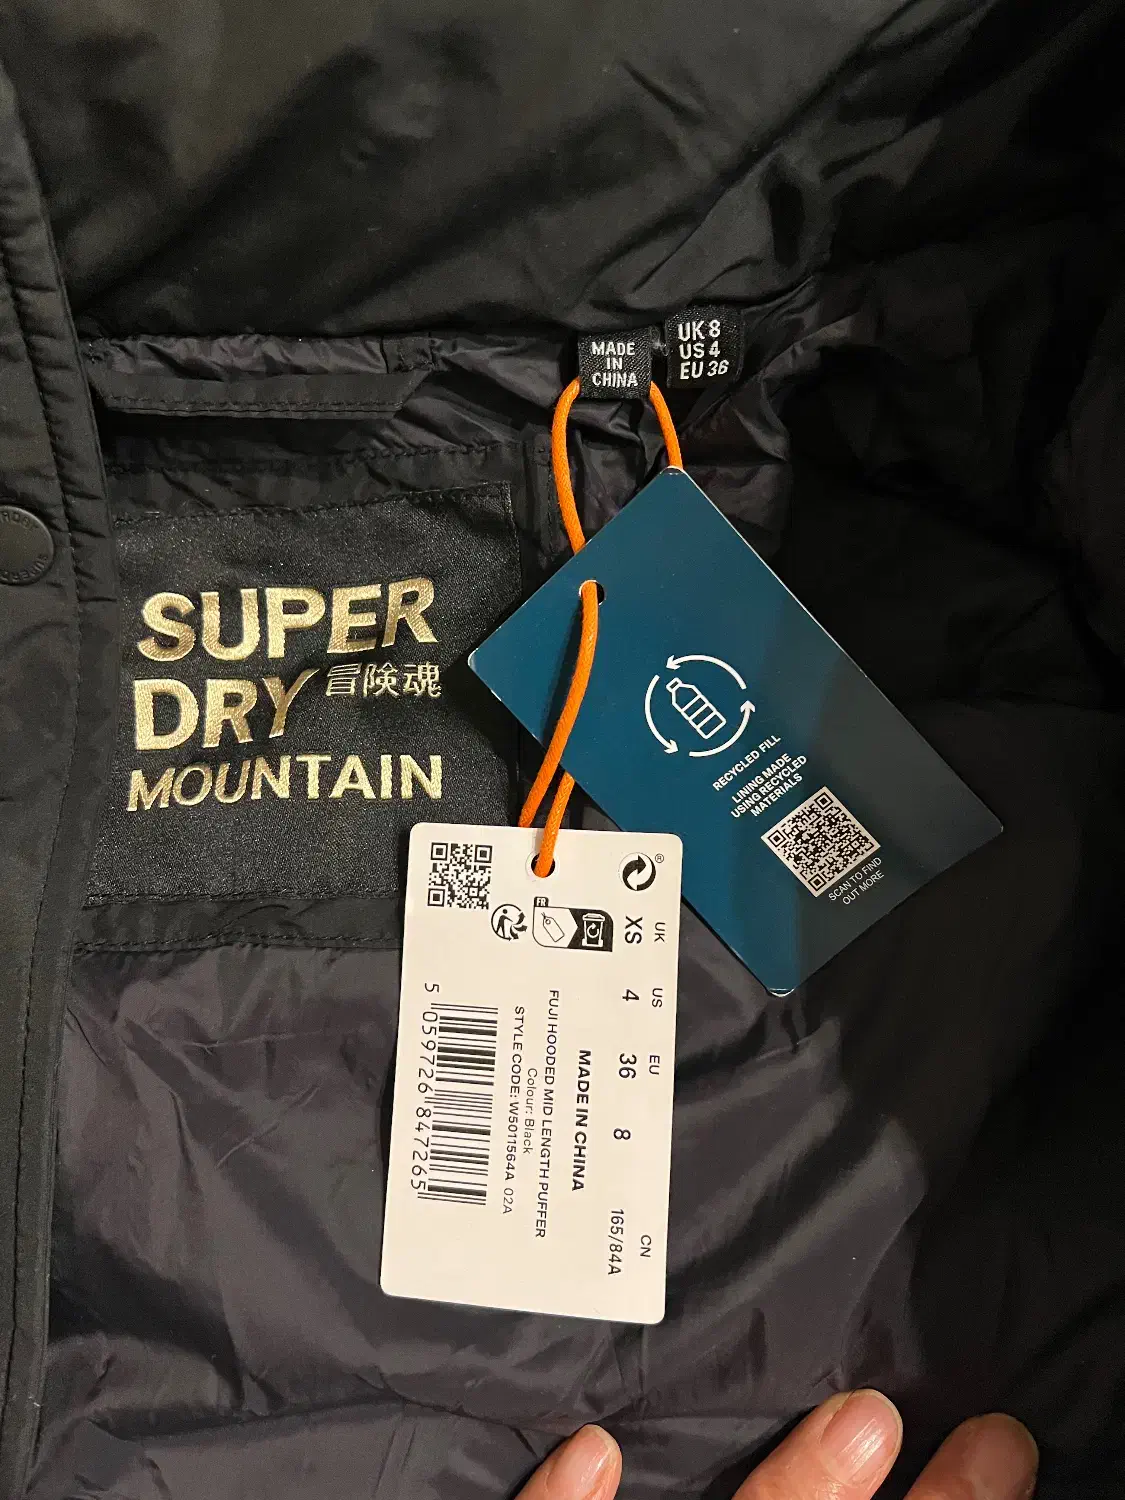 MADE
IN
CHINA
UK 8
US 4
EU 36
SUPER
DRY 冒険魂
MOUNTAIN
RECYCLED FILL
LINING MADE
USING RECYCLED
MATERIALS
SCAN TO FIND
OUT MORE
UK US EU CN
XS 4 36 8 165/84A
MADE IN CHINA
FR
FUJI HOODED MID LENGTH PUFFER
Colour: Black
STYLE CODE: W5011564A 02A
5 059726 847265